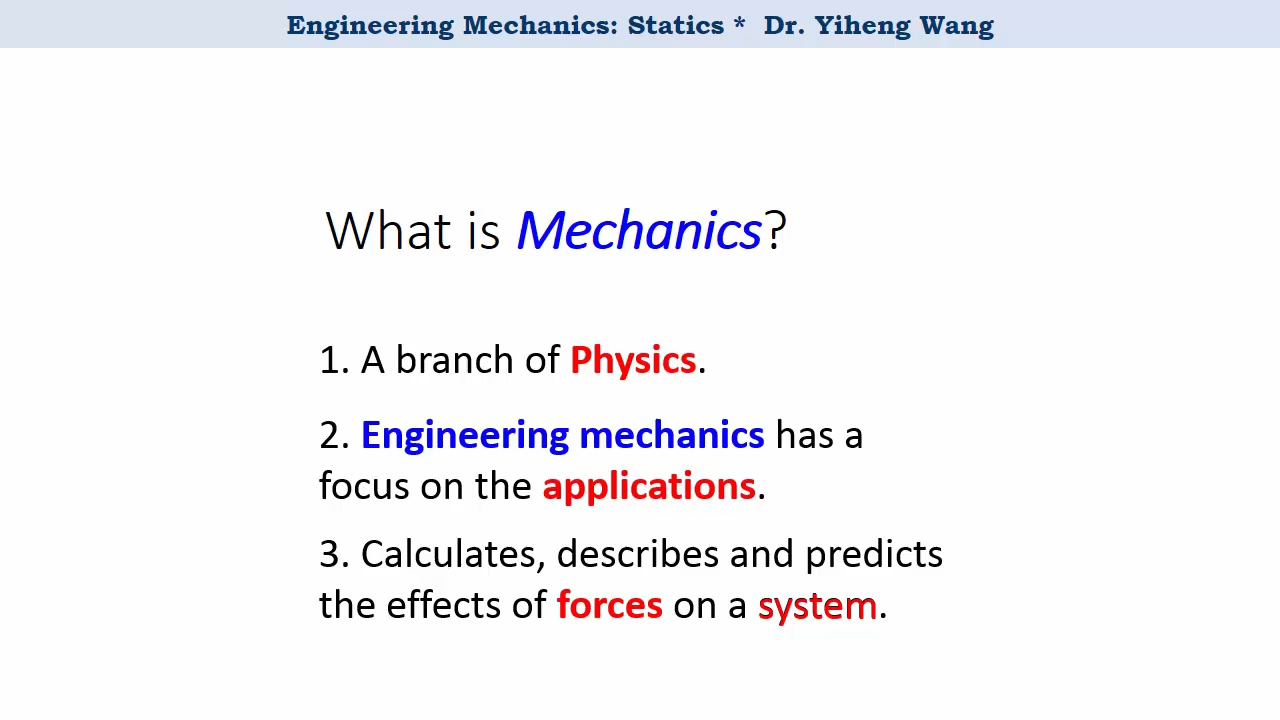 Engineering Mechanics: Statics * Dr. Yiheng Wang
What is Mechanics?
1. A branch of Physics.
2. Engineering mechanics has a
focus on the applications.
3. Calculates, describes and predicts
the effects of forces on a system.